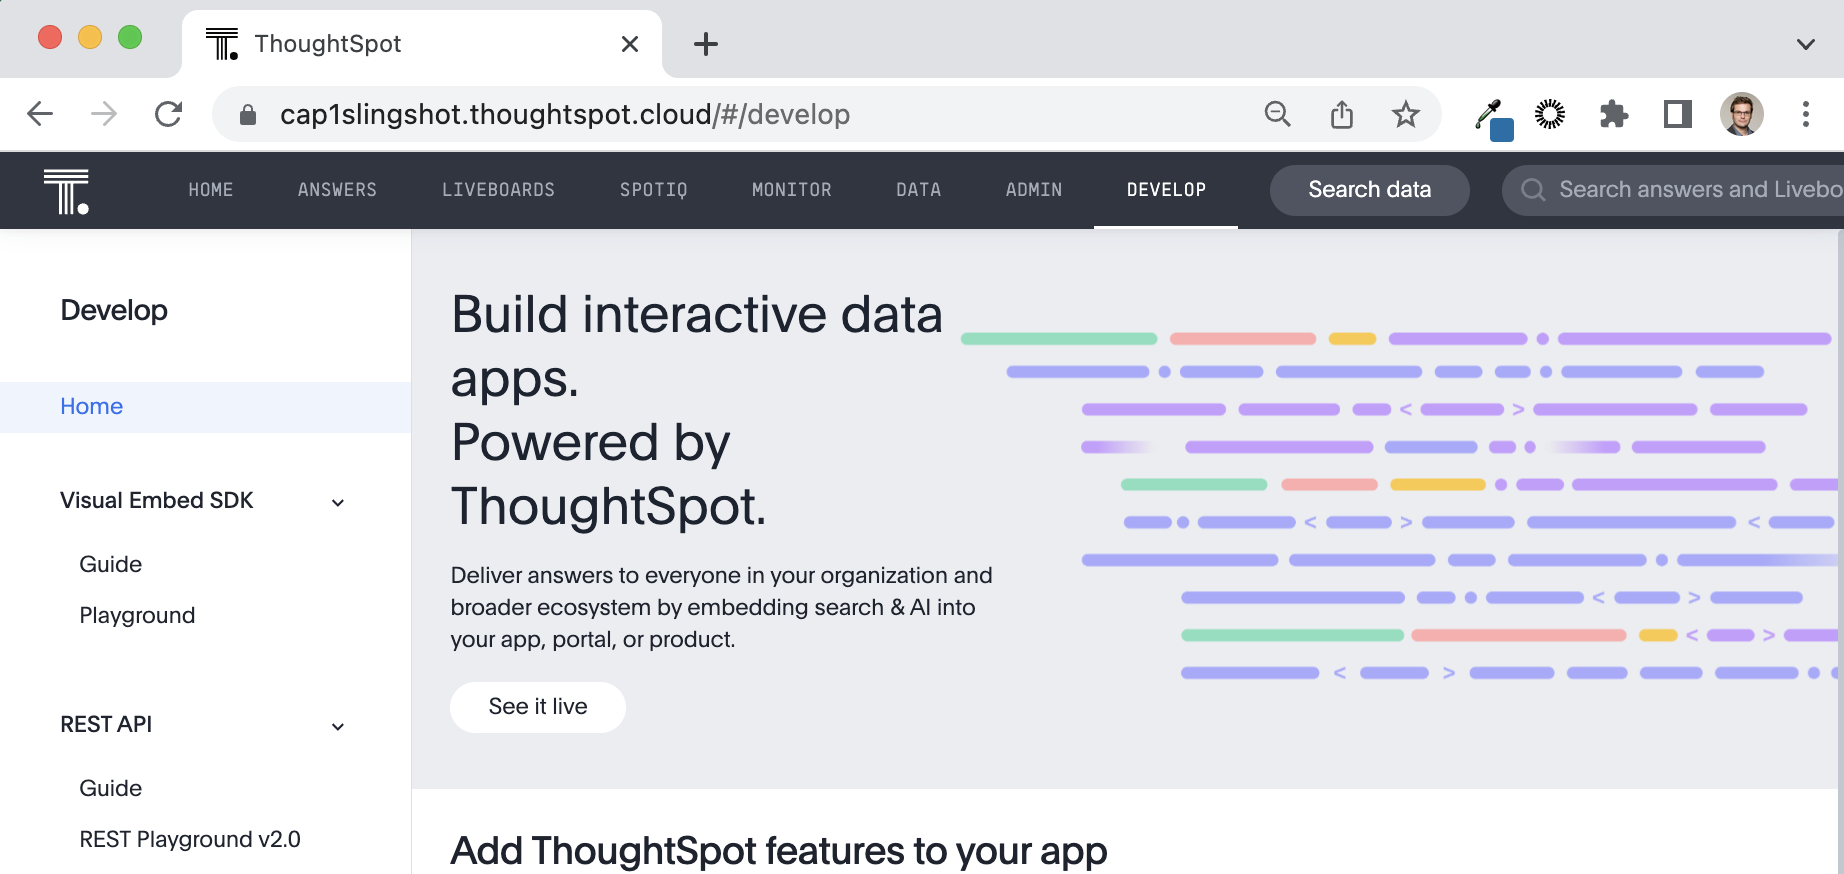 ThoughtSpot
cap1slingshot.thoughtspot.cloud/#/develop
HOME ANSWERS LIVEBOARDS SPOTIQ MONITOR DATA ADMIN DEVELOP Search data Search answers and Livebo
Develop
Home
Visual Embed SDK
Guide
Playground
REST API
Guide
REST Playground v2.0
Build interactive data
apps.
Powered by
ThoughtSpot.
Deliver answers to everyone in your organization and
broader ecosystem by embedding search & AI into
your app, portal, or product.
See it live
Add ThoughtSpot features to your app